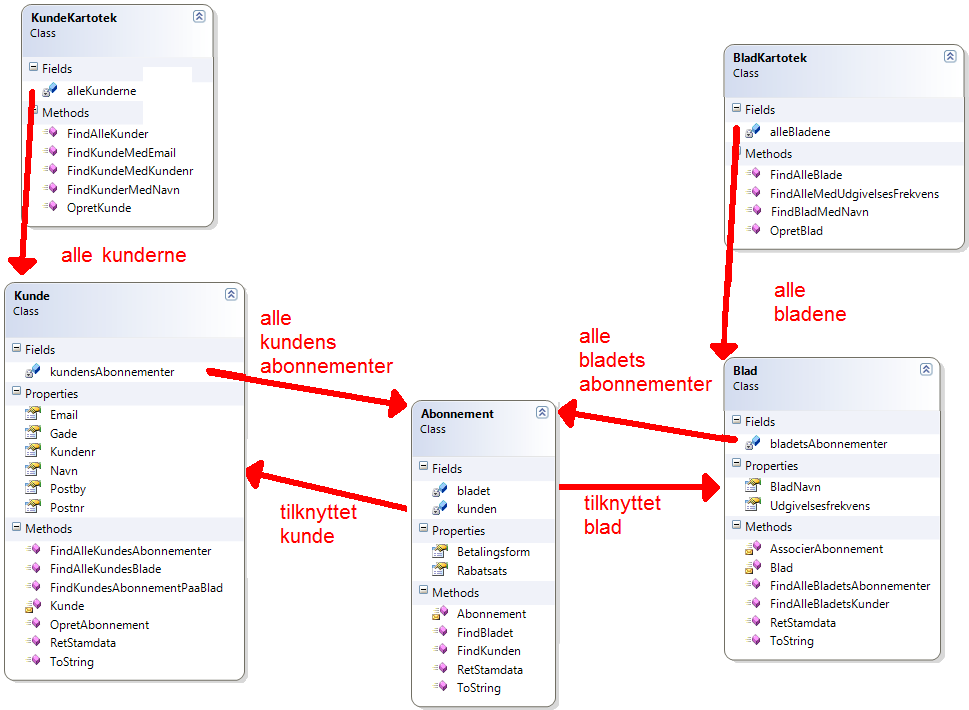 KundeKartotek
Class
Fields
alleKunderne
Methods
FindAlleKunder
FindKundeMedEmail
FindKundeMedKundenr
FindKunderMedNavn
OpretKunde
BladKartotek
Class
Fields
alleBladene
Methods
FindAlleBlade
FindAlleMedUdgivelsesFrekvens
FindBladMedNavn
OpretBlad
alle kunderne
alle
bladene
Kunde
Class
Fields
kundensAbonnementer
Properties
Email
Gade
Kundenr
Navn
Postby
Postnr
Methods
FindAlleKundesAbonnementer
FindAlleKundesBlade
FindKundesAbonnementPaaBlad
Kunde
OpretAbonnement
RetStamdata
ToString
alle
kundens
abonnementer
tilknyttet
kunde
Abonnement
Class
Fields
bladet
kunden
Properties
Betalingsform
Rabatsats
Methods
Abonnement
FindBladet
FindKunden
RetStamdata
ToString
alle
bladets
abonnementer
tilknyttet
blad
Blad
Class
Fields
bladetsAbonnementer
Properties
BladNavn
Udgivelsesfrekvens
Methods
AssocierAbonnement
Blad
FindAlleBladetsAbonnementer
FindAlleBladetsKunder
RetStamdata
ToString